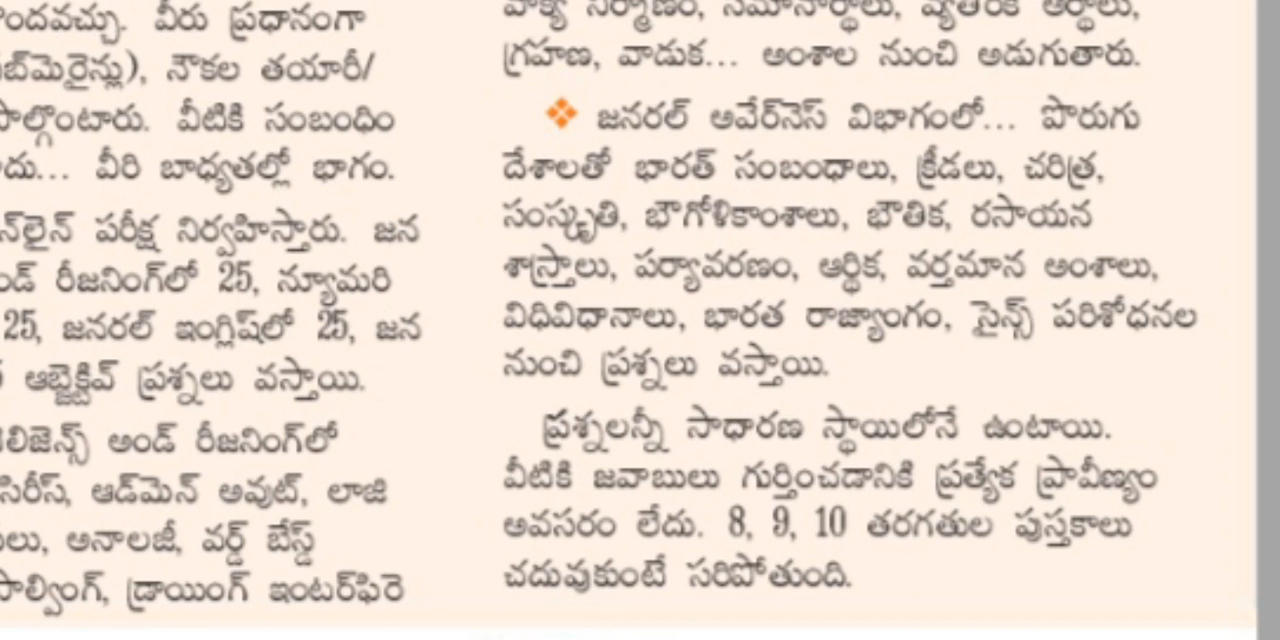 వీరు ప్రధానంగా
నౌకల తయారీ/
పాల్గొంటారు. వీటికి సంబంధిం
వీరి బాధ్యతల్లో భాగం.
పరీక్ష నిర్వహిస్తారు. జన
రీజనింగ్‌లో 25, న్యూమరి
25, జనరల్ ఇంగ్లిష్‌లో 25, జన
ఆబ్జెక్టివ్ ప్రశ్నలు వస్తాయి.
అండ్ రీజనింగ్‌లో
సిరీస్, ఆడ్‌మెన్ అవుట్, లాజి
అనాలజీ, వర్డ్ బేస్డ్
డ్రాయింగ్ ఇంటర్‌ఫిరె
వాక్య నిర్మాణం, సమానార్థాలు, వ్యతిరేక అర్థాలు,
గ్రహణ, వాడుక... అంశాల నుంచి అడుగుతారు.
❖ జనరల్ అవేర్‌నెస్ విభాగంలో... పొరుగు
దేశాలతో భారత్ సంబంధాలు, క్రీడలు, చరిత్ర,
సంస్కృతి, భౌగోళికాంశాలు, భౌతిక, రసాయన
శాస్త్రాలు, పర్యావరణం, ఆర్థిక, వర్తమాన అంశాలు,
విధివిధానాలు, భారత రాజ్యాంగం, సైన్స్ పరిశోధనల
నుంచి ప్రశ్నలు వస్తాయి.
ప్రశ్నలన్నీ సాధారణ స్థాయిలోనే ఉంటాయి.
వీటికి జవాబులు గుర్తించడానికి ప్రత్యేక ప్రావీణ్యం
అవసరం లేదు. 8, 9, 10 తరగతుల పుస్తకాలు
చదువుకుంటే సరిపోతుంది.